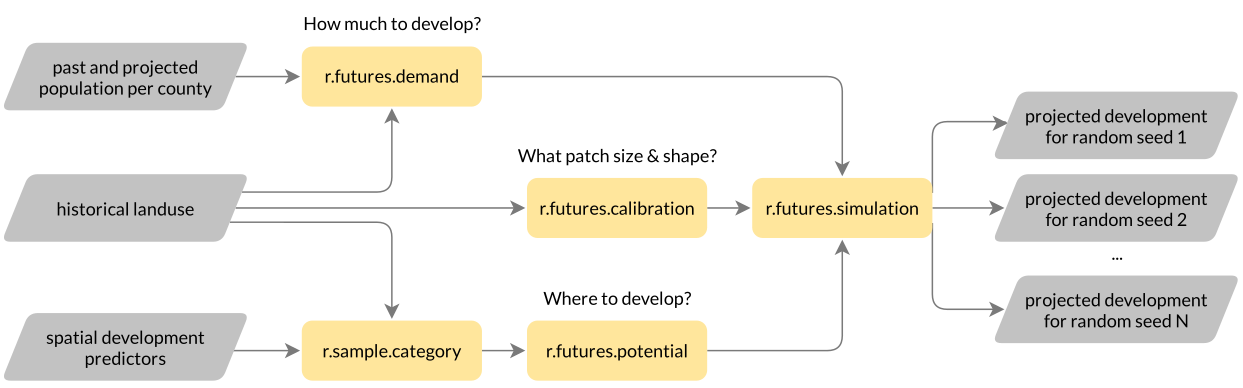 How much to develop?
past and projected
population per county
r.futures.demand
What patch size & shape?
historical landuse
r.futures.calibration
r.futures.simulation
Where to develop?
spatial development
predictors
r.sample.category
r.futures.potential
projected development
for random seed 1
projected development
for random seed 2
...
projected development
for random seed N